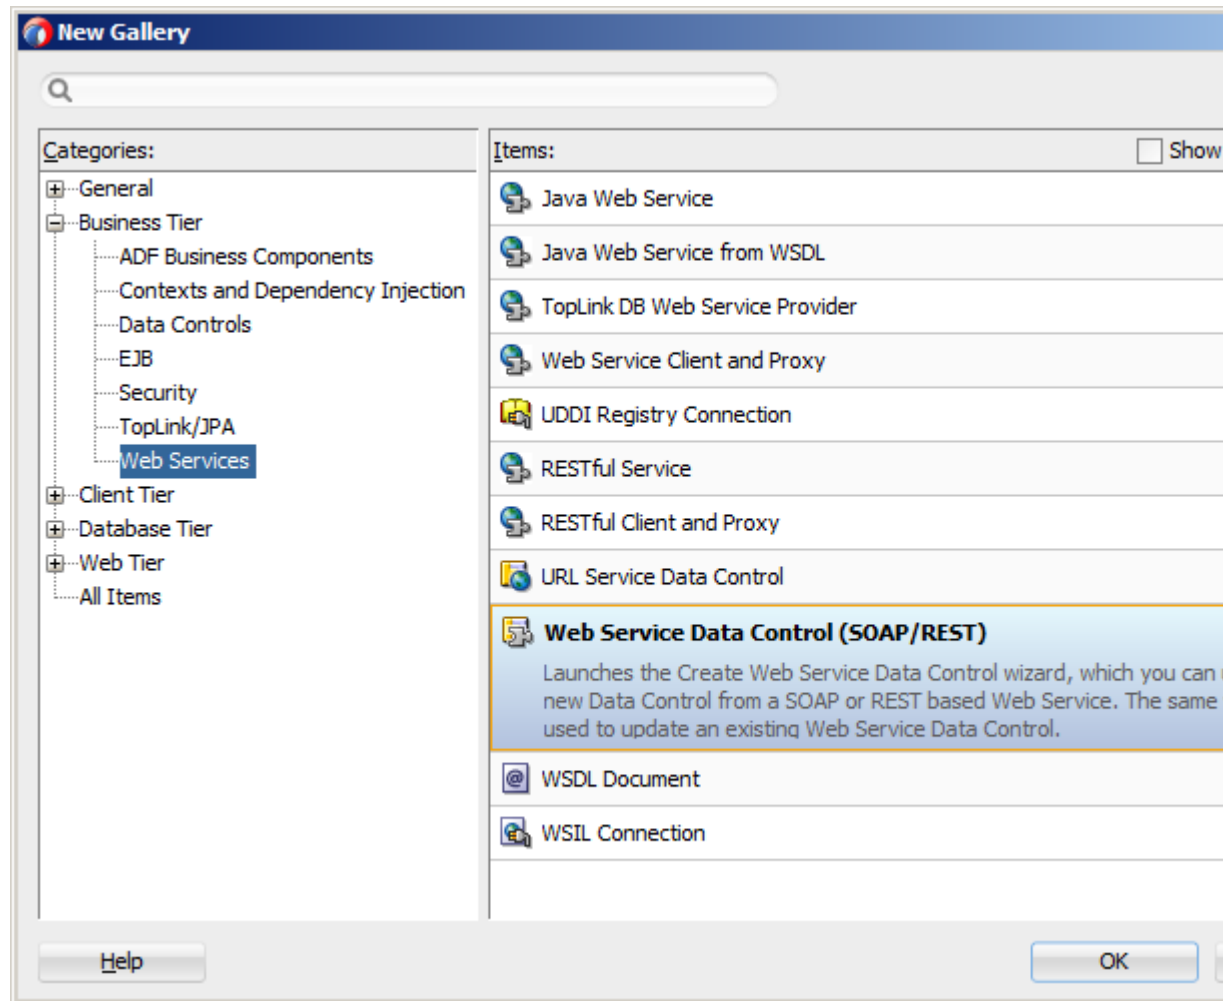 New Gallery
Categories:
General
Business Tier
ADF Business Components
Contexts and Dependency Injection
Data Controls
EJB
Security
TopLink/JPA
Web Services
Client Tier
Database Tier
Web Tier
All Items
Items:
Show
Java Web Service
Java Web Service from WSDL
TopLink DB Web Service Provider
Web Service Client and Proxy
UDDI Registry Connection
RESTful Service
RESTful Client and Proxy
URL Service Data Control
Web Service Data Control (SOAP/REST)
Launches the Create Web Service Data Control wizard, which you can
new Data Control from a SOAP or REST based Web Service. The same
used to update an existing Web Service Data Control.
WSDL Document
WSIL Connection
Help
OK